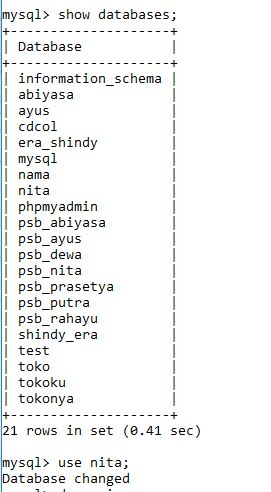 mysql> show databases;
+--------------------+
| Database           |
+--------------------+
| information_schema |
| abiyasa            |
| ayus               |
| cdcol              |
| era_shindy         |
| mysql              |
| nama               |
| nita               |
| phpmyadmin         |
| psb_abiyasa        |
| psb_ayus           |
| psb_dewa           |
| psb_nita           |
| psb_prasetya       |
| psb_putra          |
| psb_rahayu         |
| shindy_era         |
| test               |
| toko               |
| tokoku             |
| tokonya            |
+--------------------+
21 rows in set (0.41 sec)
mysql> use nita;
Database changed